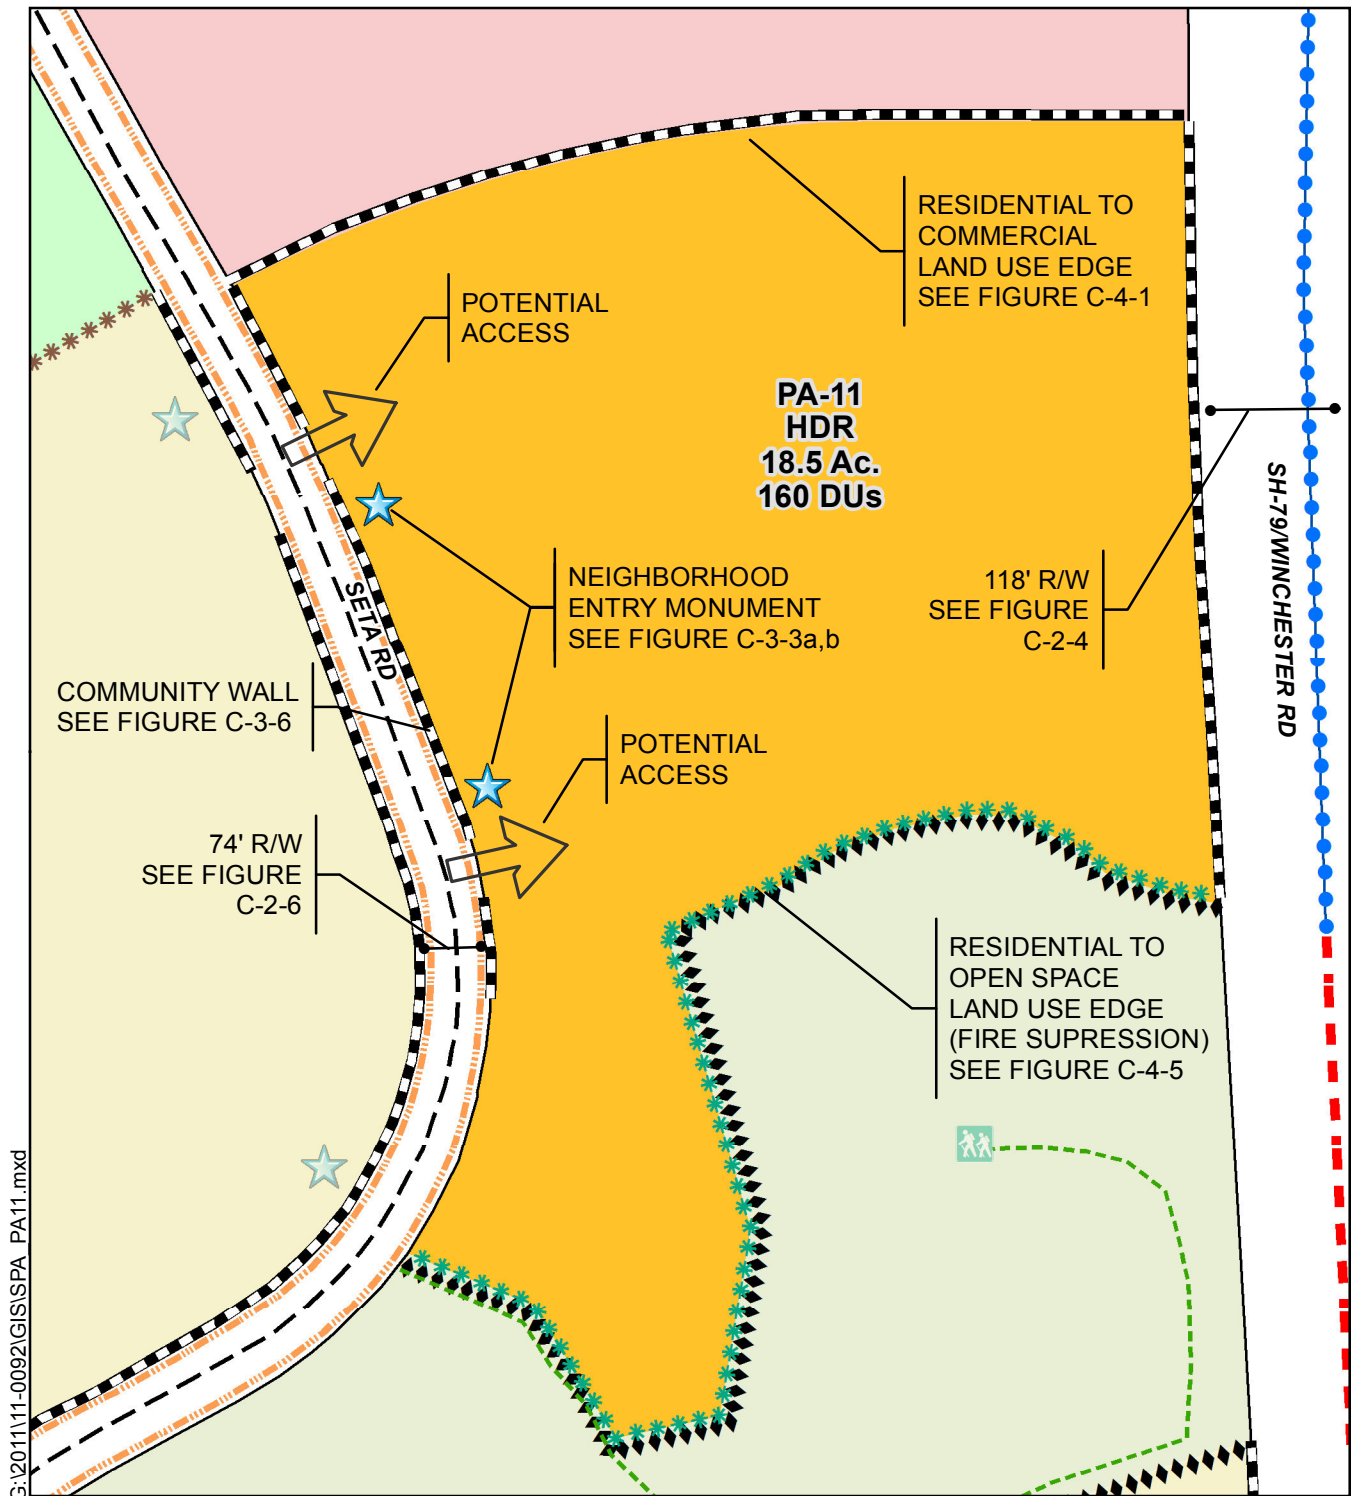 RESIDENTIAL TO
COMMERCIAL
LAND USE EDGE
SEE FIGURE C-4-1
POTENTIAL
ACCESS
PA-11
HDR
18.5 Ac.
160 DUs
SH-79/WINCHESTER RD
NEIGHBORHOOD
ENTRY MONUMENT
SEE FIGURE C-3-3a,b
118' R/W
SEE FIGURE
C-2-4
SETA RD
COMMUNITY WALL
SEE FIGURE C-3-6
POTENTIAL
ACCESS
74' R/W
SEE FIGURE
C-2-6
RESIDENTIAL TO
OPEN SPACE
LAND USE EDGE
(FIRE SUPRESSION)
SEE FIGURE C-4-5
G:\2011\11-0092\GIS\SPA_PA11.mxd